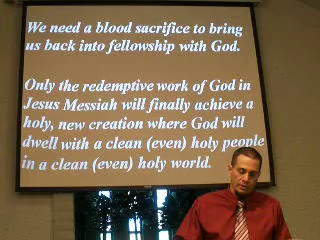 We need a blood sacrifice to bring
us back into fellowship with God.
Only the redemptive work of God in
Jesus Messiah will finally achieve a
holy, new creation where God will
dwell with a clean (even) holy people
in a clean (even) holy world.